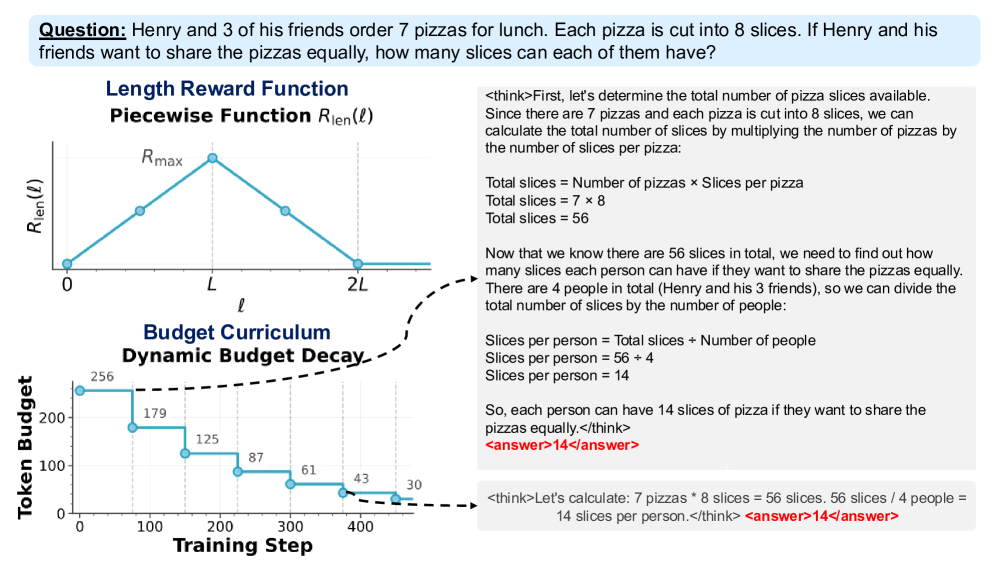 Question: Henry and 3 of his friends order 7 pizzas for lunch. Each pizza is cut into 8 slices. If Henry and his
friends want to share the pizzas equally, how many slices can each of them have?
Length Reward Function
Piecewise Function R_len(ℓ)
R_max
R_len(ℓ)
0
L
2L
ℓ
Budget Curriculum
Dynamic Budget Decay
256
179
125
87
61
43
30
Token Budget
200
100
0
0
100
200
300
400
Training Step
<think>First, let's determine the total number of pizza slices available.
Since there are 7 pizzas and each pizza is cut into 8 slices, we can
calculate the total number of slices by multiplying the number of pizzas by
the number of slices per pizza:
Total slices = Number of pizzas × Slices per pizza
Total slices = 7 × 8
Total slices = 56
Now that we know there are 56 slices in total, we need to find out how
many slices each person can have if they want to share the pizzas equally.
There are 4 people in total (Henry and his 3 friends), so we can divide the
total number of slices by the number of people:
Slices per person = Total slices ÷ Number of people
Slices per person = 56 ÷ 4
Slices per person = 14
So, each person can have 14 slices of pizza if they want to share the
pizzas equally.</think>
<answer>14</answer>
<think>Let's calculate: 7 pizzas * 8 slices = 56 slices. 56 slices / 4 people =
14 slices per person.</think> <answer>14</answer>